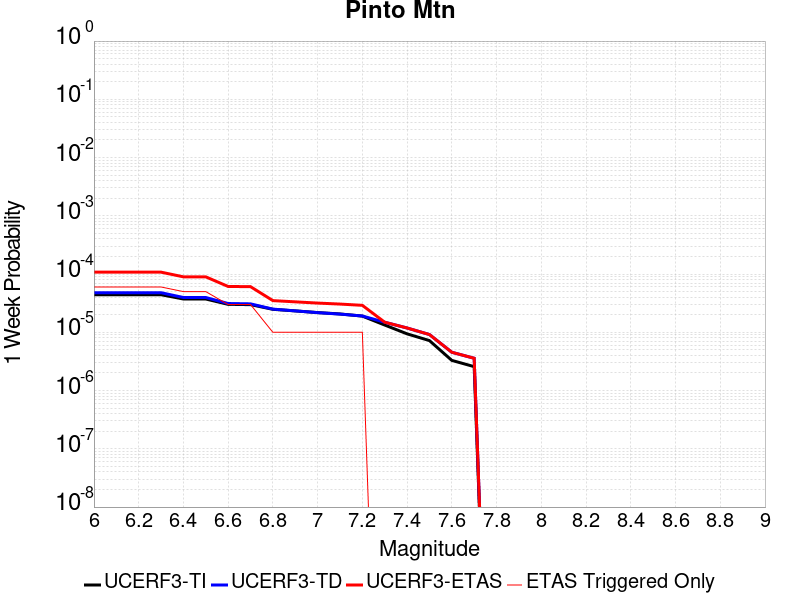 Pinto Mtn
10^0
10^-1
10^-2
10^-3
10^-4
10^-5
10^-6
10^-7
10^-8
1 Week Probability
6 6.2 6.4 6.6 6.8 7 7.2 7.4 7.6 7.8 8 8.2 8.4 8.6 8.8 9
Magnitude
UCERF3-TI UCERF3-TD UCERF3-ETAS ETAS Triggered Only